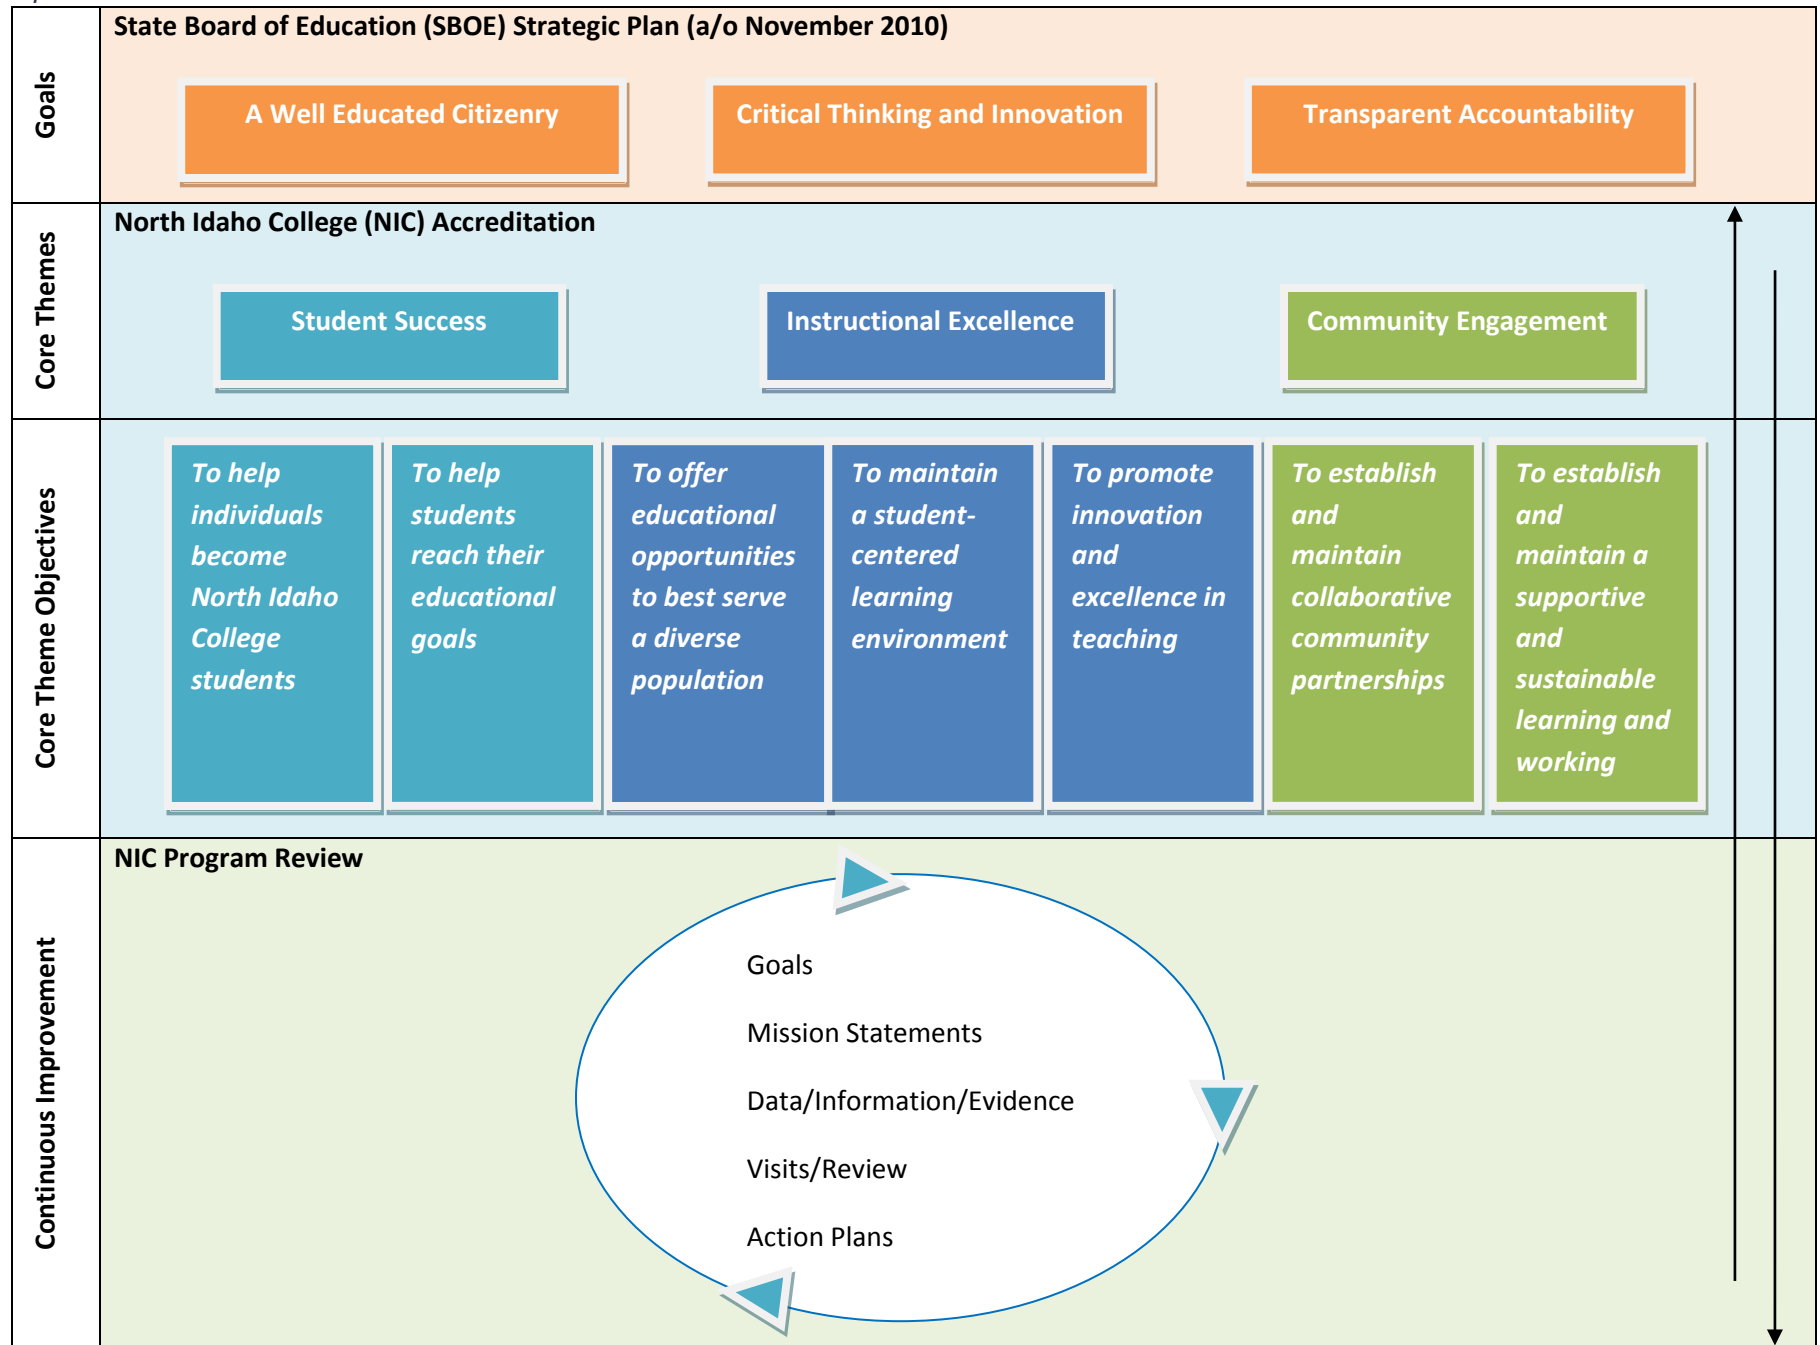 State Board of Education (SBOE) Strategic Plan (a/o November 2010)
Goals
A Well Educated Citizenry
Critical Thinking and Innovation
Transparent Accountability
North Idaho College (NIC) Accreditation
Core Themes
Student Success
Instructional Excellence
Community Engagement
Core Theme Objectives
To help
individuals
become
North Idaho
College
students
To help
students
reach their
educational
goals
To offer
educational
opportunities
to best serve
a diverse
population
To maintain
a student-
centered
learning
environment
To promote
innovation
and
excellence in
teaching
To establish
and
maintain
collaborative
community
partnerships
To establish
and
maintain a
supportive
and
sustainable
learning and
working
NIC Program Review
Continuous Improvement
Goals
Mission Statements
Data/Information/Evidence
Visits/Review
Action Plans